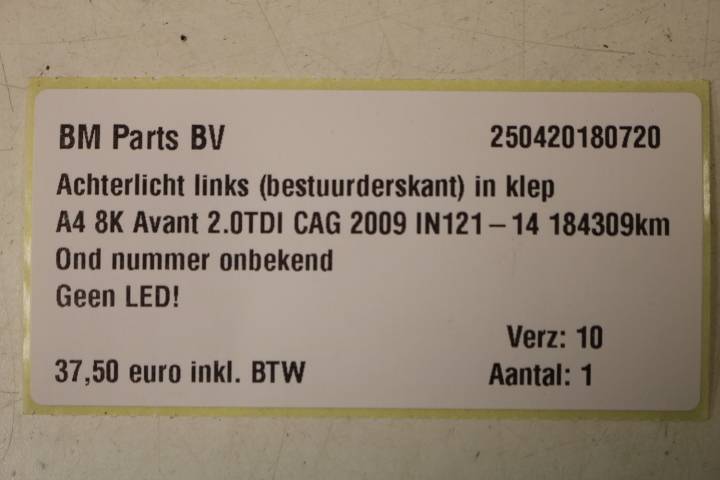 BM Parts BV 250420180720
Achterlicht links (bestuurderskant) in klep
A4 8K Avant 2.0TDI CAG 2009 IN121-14 184309km
Ond nummer onbekend
Geen LED!
Verz: 10
37,50 euro inkl. BTW Aantal: 1